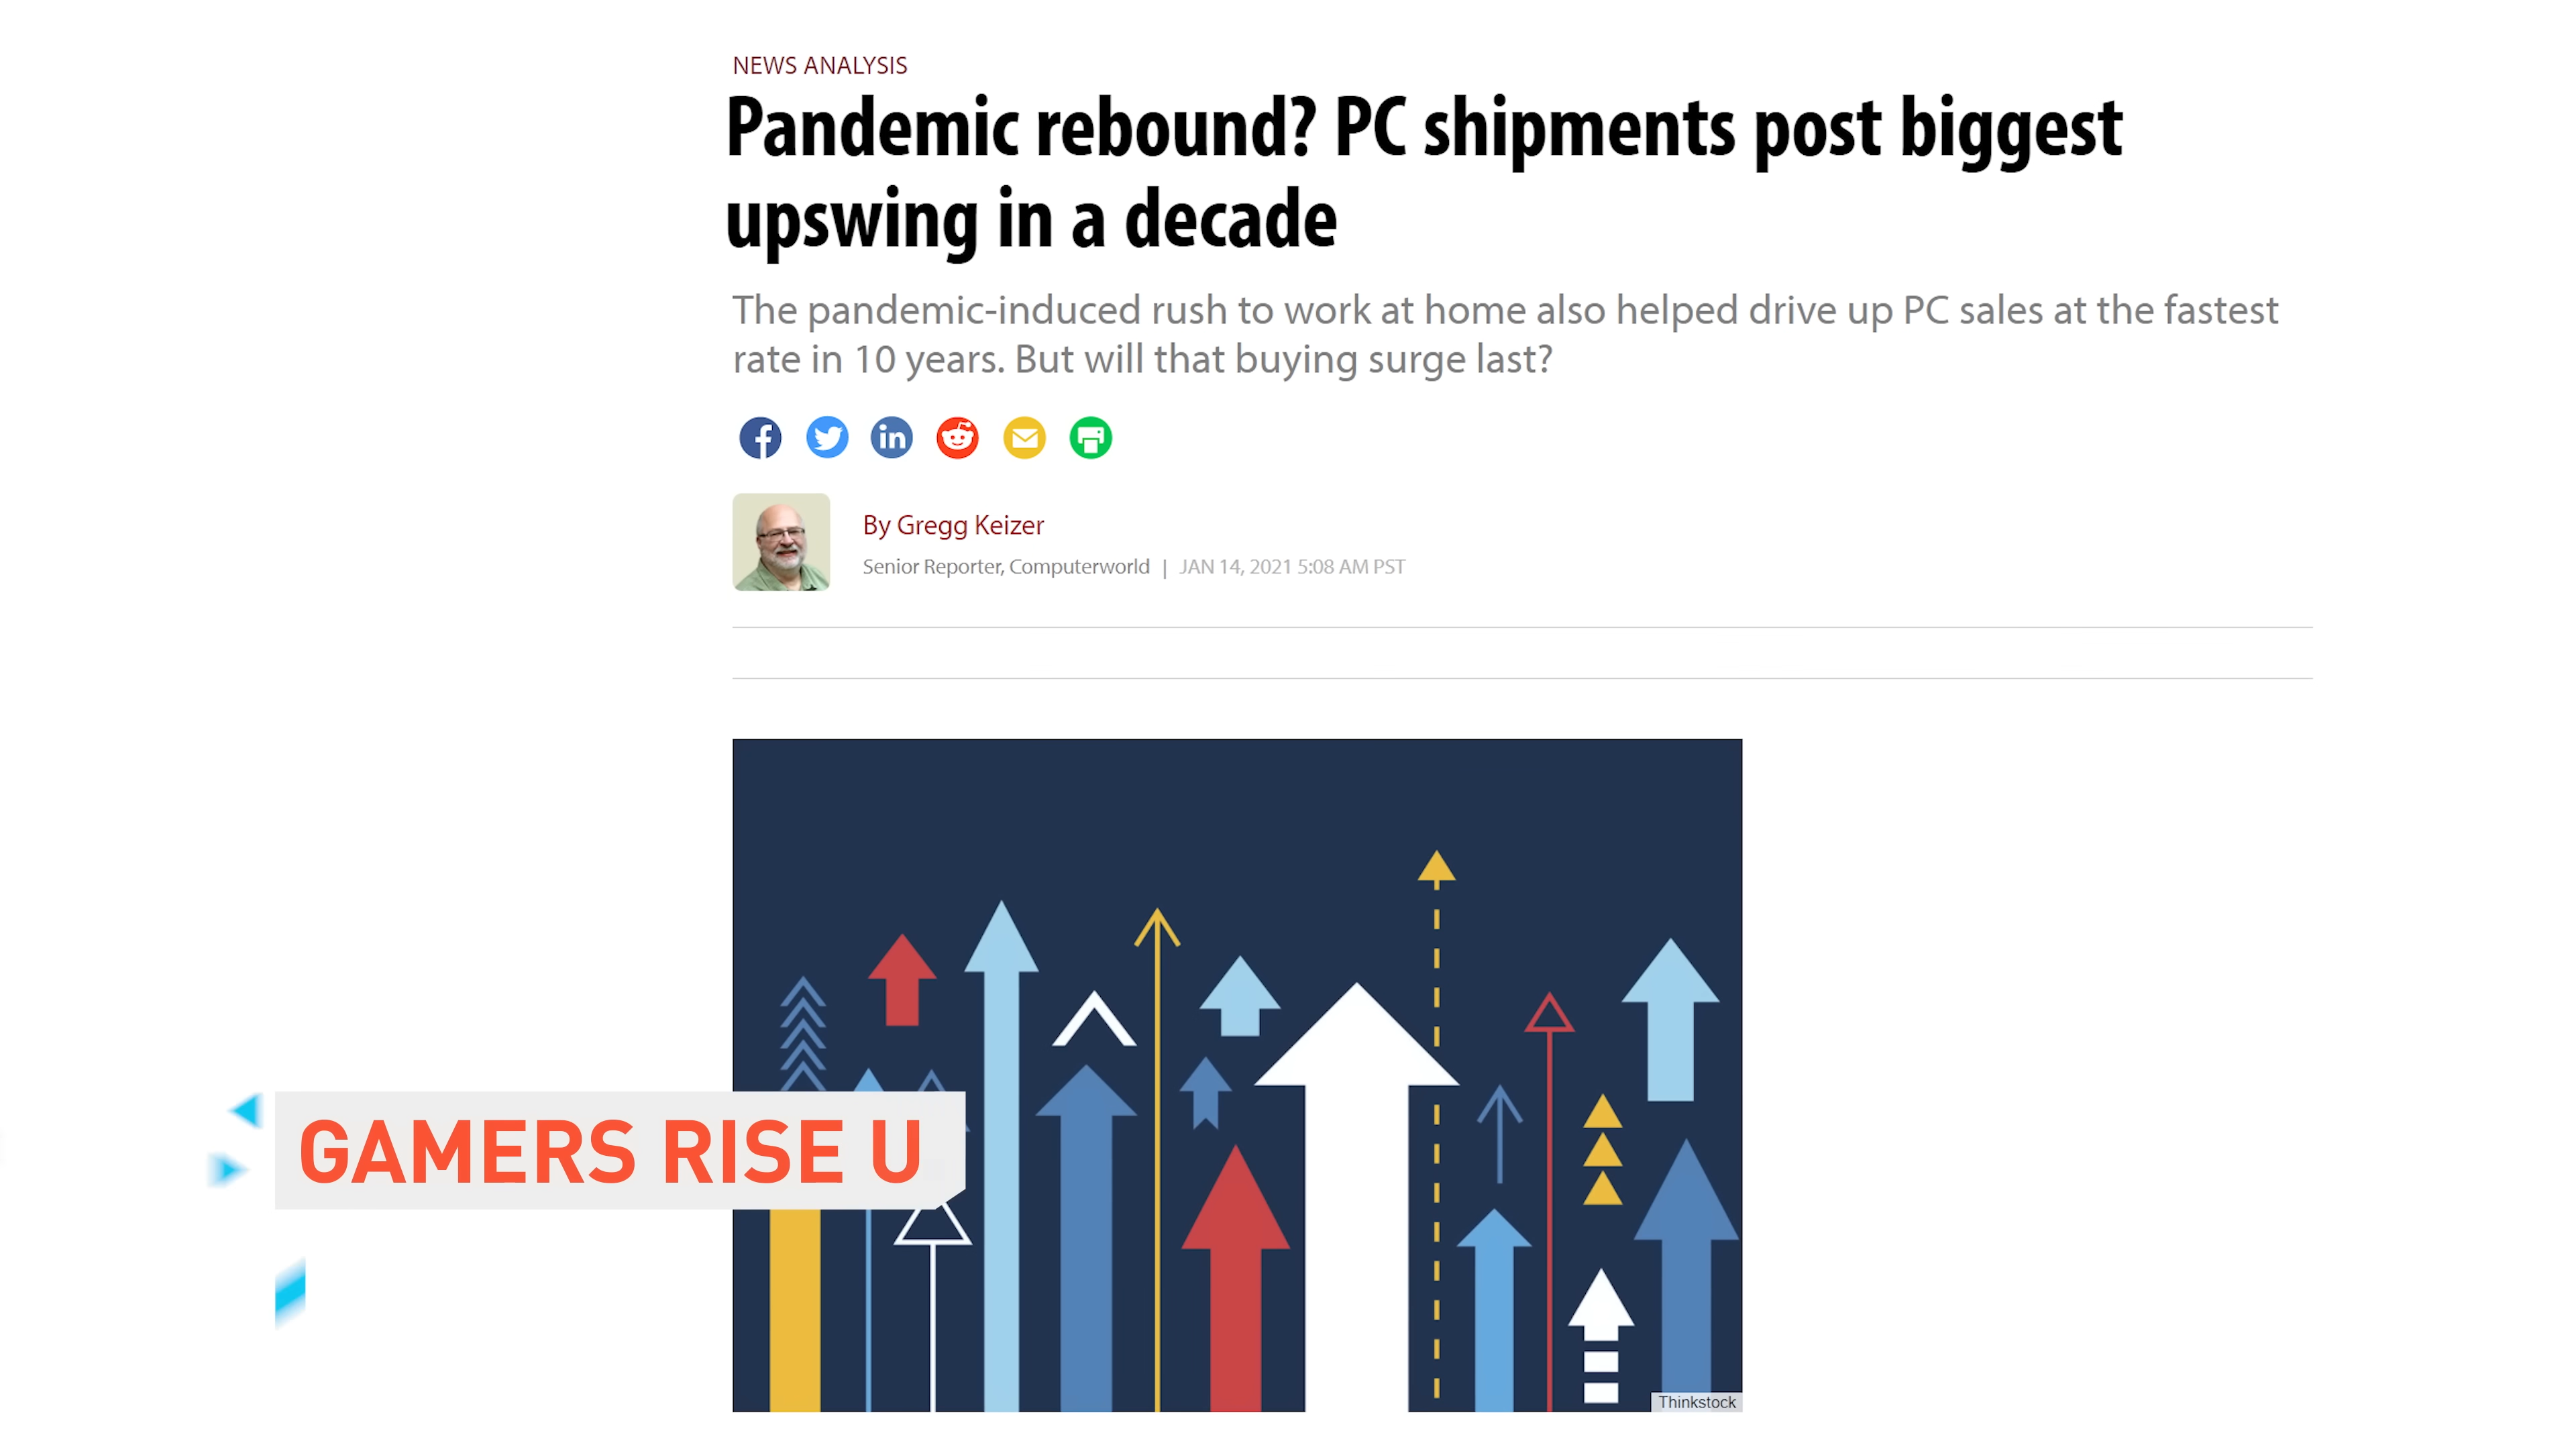 NEWS ANALYSIS
Pandemic rebound? PC shipments post biggest
upswing in a decade
The pandemic-induced rush to work at home also helped drive up PC sales at the fastest
rate in 10 years. But will that buying surge last?
f in
By Gregg Keizer
Senior Reporter, Computerworld | JAN 14, 2021 5:08 AM PST
GAMERS RISE U
Thinkstock